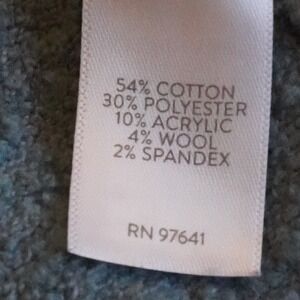 54% COTTON
30% POLYESTER
10% ACRYLIC
4% WOOL
2% SPANDEX
RN 97641